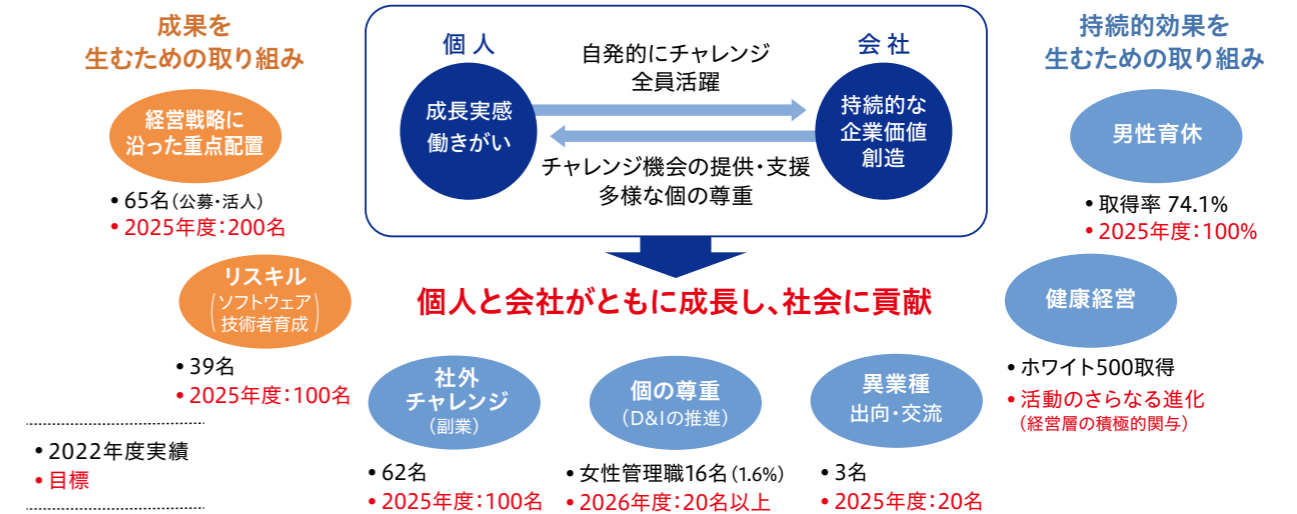 成果を
生むための取り組み
経営戦略に
沿った重点配置
• 65名（公募・活人）
• 2025年度：200名
リスキル
（ソフトウェア
技術者育成）
• 39名
• 2025年度：100名
• 2022年度実績
• 目標
個人
成長実感
働きがい
自発的にチャレンジ
全員活躍
チャレンジ機会の提供・支援
多様な個の尊重
会社
持続的な
企業価値
創造
個人と会社がともに成長し、社会に貢献
社外
チャレンジ
（副業）
• 62名
• 2025年度：100名
個の尊重
（D&Iの推進）
• 女性管理職16名（1.6%）
• 2026年度：20名以上
異業種
出向・交流
• 3名
• 2025年度：20名
持続的効果を
生むための取り組み
男性育休
• 取得率 74.1%
• 2025年度：100%
健康経営
• ホワイト500取得
• 活動のさらなる進化
（経営層の積極的関与）